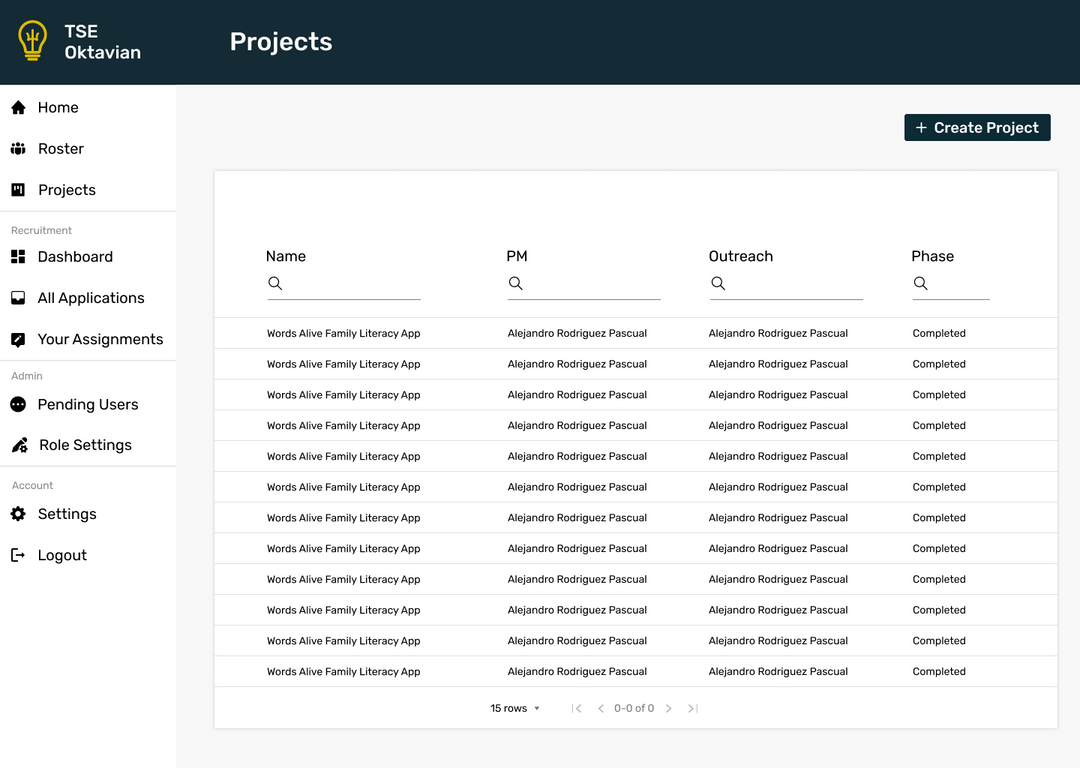 TSE
Oktavian
Projects
Home
Roster
Projects
Recruitment
Dashboard
All Applications
Your Assignments
Admin
Pending Users
Role Settings
Account
Settings
Logout
+ Create Project
Name PM Outreach Phase
Words Alive Family Literacy App Alejandro Rodriguez Pascual Alejandro Rodriguez Pascual Completed
Words Alive Family Literacy App Alejandro Rodriguez Pascual Alejandro Rodriguez Pascual Completed
Words Alive Family Literacy App Alejandro Rodriguez Pascual Alejandro Rodriguez Pascual Completed
Words Alive Family Literacy App Alejandro Rodriguez Pascual Alejandro Rodriguez Pascual Completed
Words Alive Family Literacy App Alejandro Rodriguez Pascual Alejandro Rodriguez Pascual Completed
Words Alive Family Literacy App Alejandro Rodriguez Pascual Alejandro Rodriguez Pascual Completed
Words Alive Family Literacy App Alejandro Rodriguez Pascual Alejandro Rodriguez Pascual Completed
Words Alive Family Literacy App Alejandro Rodriguez Pascual Alejandro Rodriguez Pascual Completed
Words Alive Family Literacy App Alejandro Rodriguez Pascual Alejandro Rodriguez Pascual Completed
Words Alive Family Literacy App Alejandro Rodriguez Pascual Alejandro Rodriguez Pascual Completed
Words Alive Family Literacy App Alejandro Rodriguez Pascual Alejandro Rodriguez Pascual Completed
Words Alive Family Literacy App Alejandro Rodriguez Pascual Alejandro Rodriguez Pascual Completed
15 rows 0-0 of 0